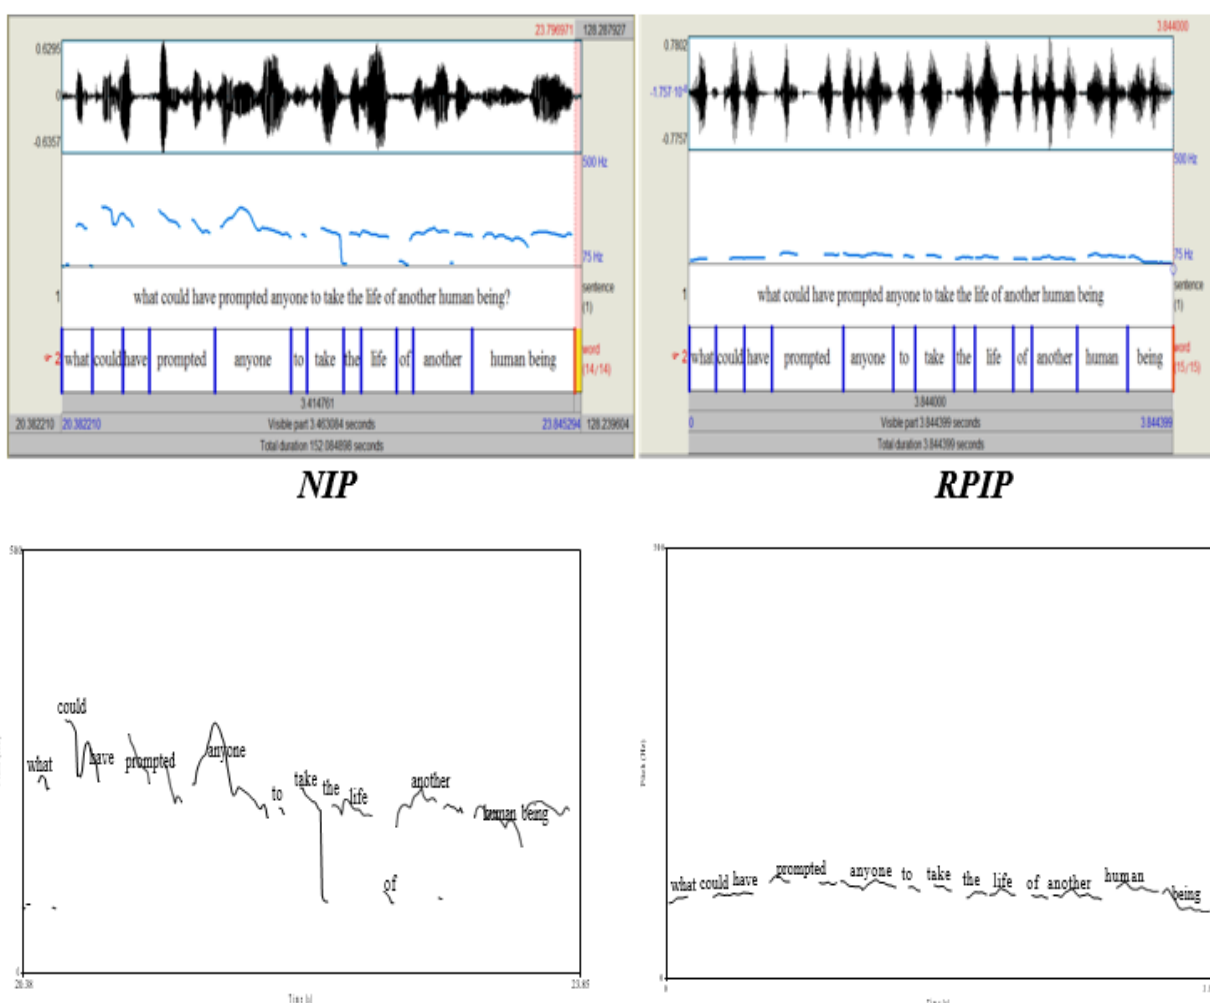 23.796971 128.287927
0.6295
0
-0.6357
500 Hz
75 Hz
1 what could have prompted anyone to take the life of another human being? sentence (1)
2 what could have prompted anyone to take the life of another human being word (14/14)
3.414761
20.382210 20.382210 Visible part 3.463084 seconds 23.845294 128.239604
Total duration 152.084898 seconds
NIP
3.844000
0.7802
-0.7757
500 Hz
75 Hz
1 what could have prompted anyone to take the life of another human being sentence (1)
2 what could have prompted anyone to take the life of another human being word (15/15)
3.844000
0 Visible part 3.844399 seconds 3.844399
Total duration 3.844399 seconds
RPIP
500
what could have prompted anyone to take the life of another human being
0
20.38 23.85
Time (s)
500
Pitch (Hz)
what could have prompted anyone to take the life of another human being
0
0
Time (s)